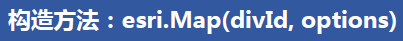 构造方法：esri.Map(divId, options)